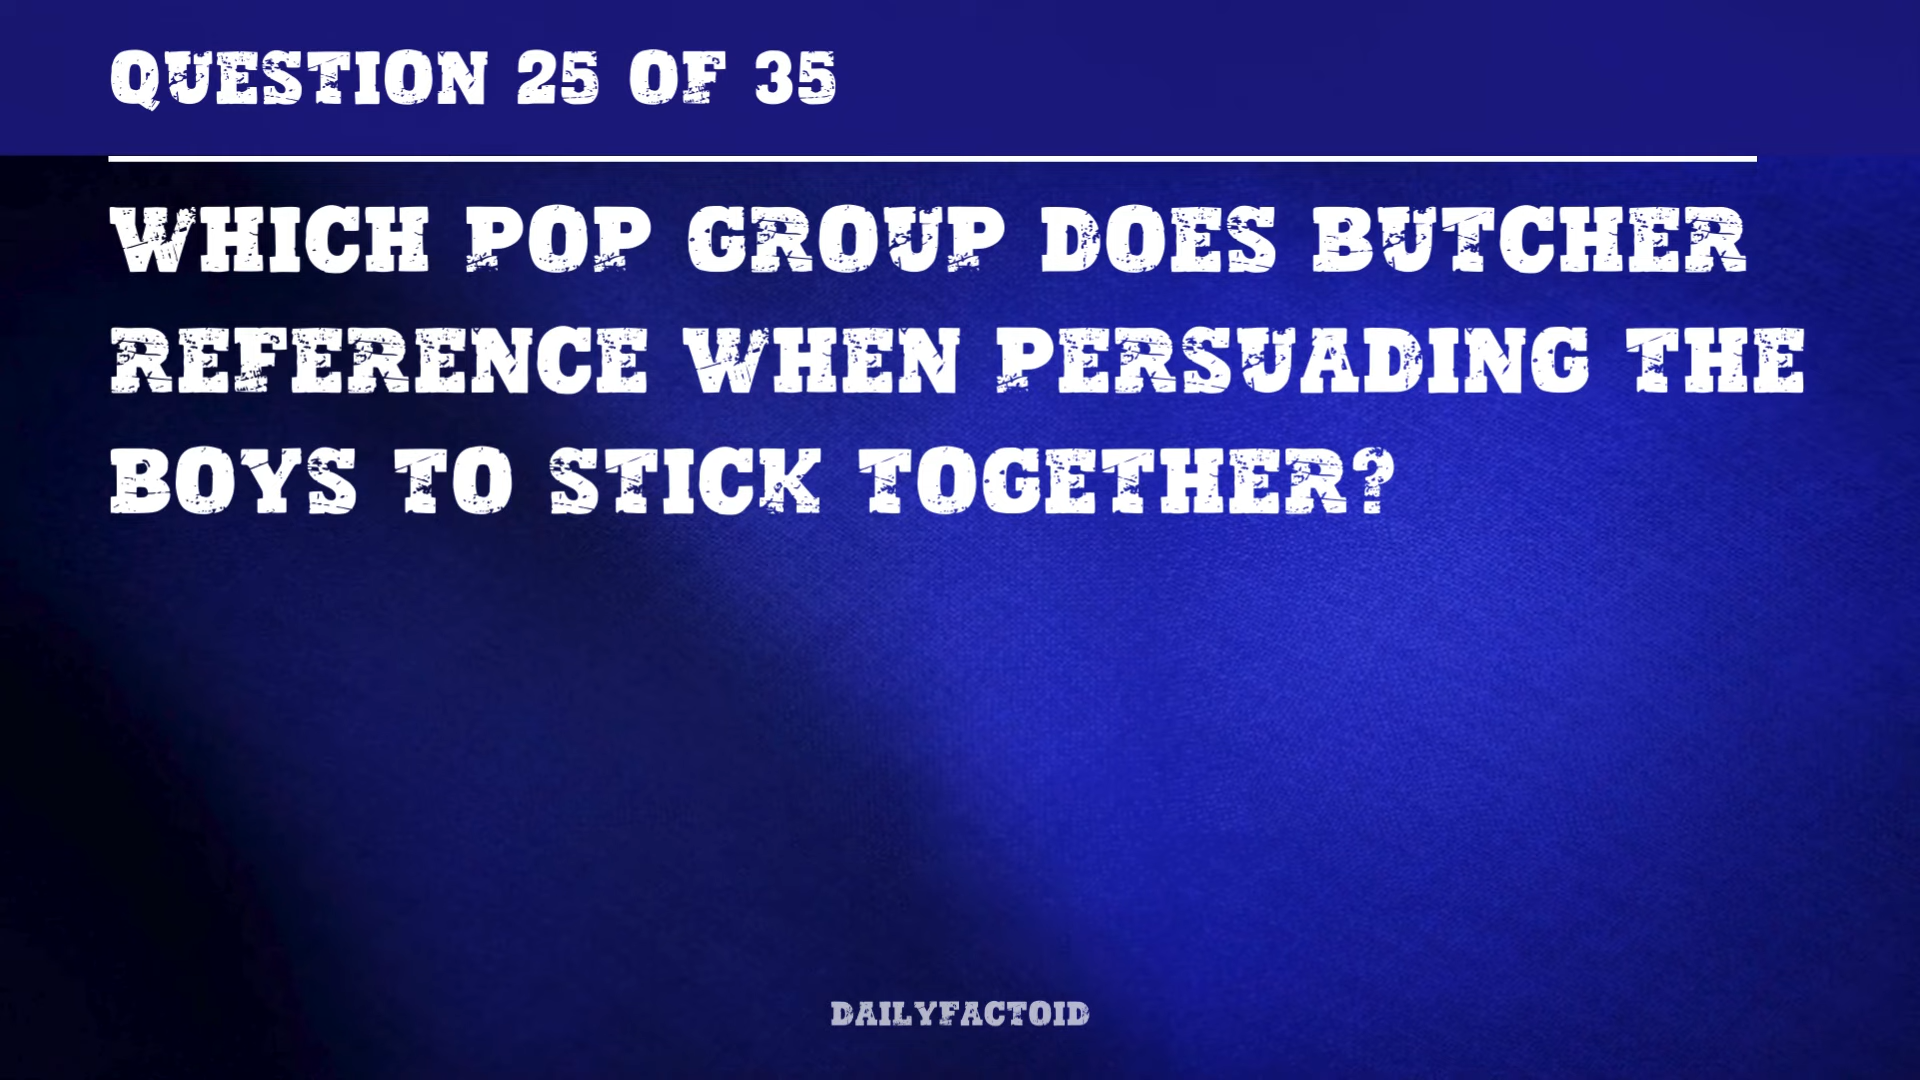 QUESTION 25 OF 35
WHICH POP GROUP DOES BUTCHER
REFERENCE WHEN PERSUADING THE
BOYS TO STICK TOGETHER?
DAILYFACTOID